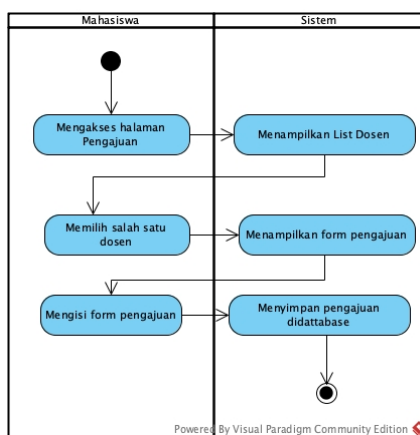 Mahasiswa
Sistem
Mengakses halaman
Pengajuan
Menampilkan List Dosen
Memilih salah satu
dosen
Menampilkan form pengajuan
Mengisi form pengajuan
Menyimpan pengajuan
didattabase
Powered By Visual Paradigm Community Edition